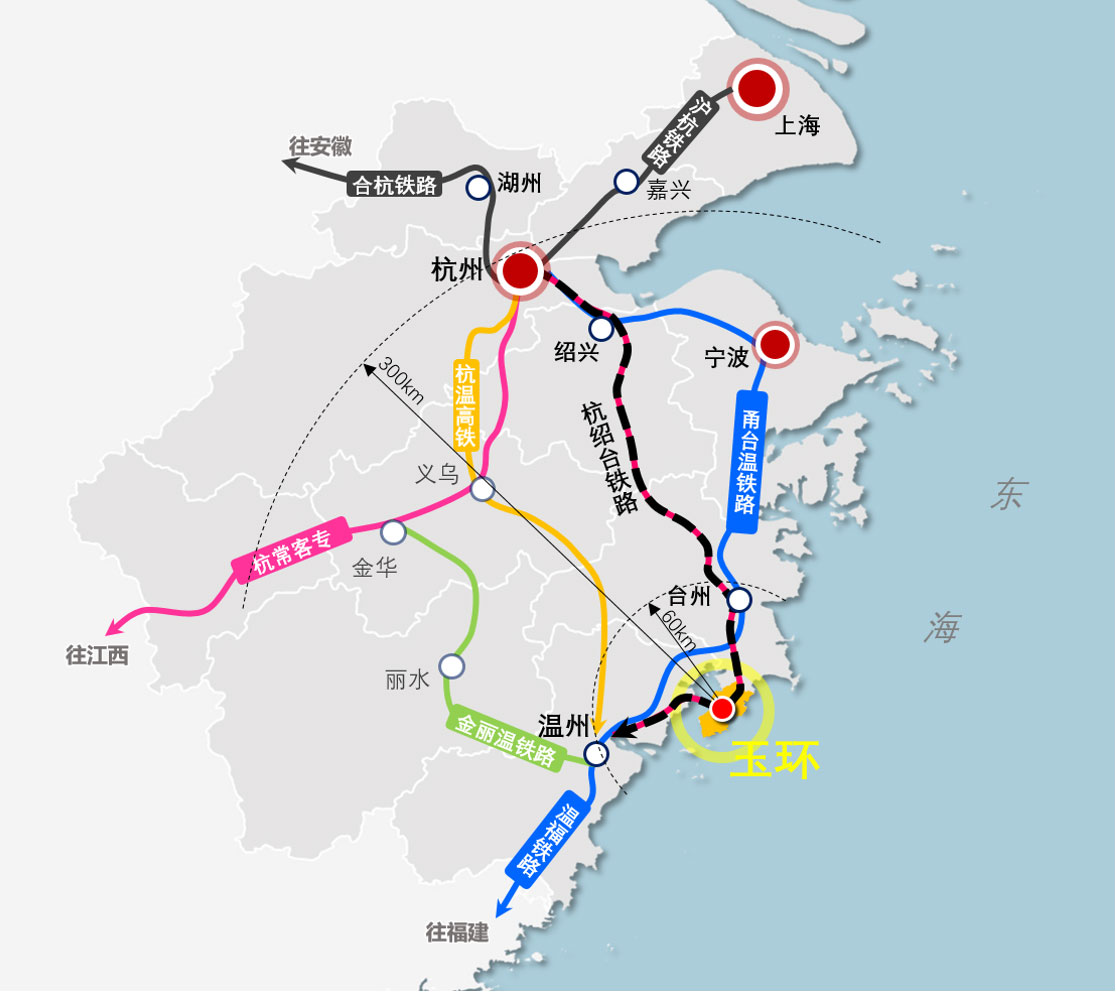 上海
沪杭铁路
往安徽
合杭铁路
湖州
嘉兴
杭州
绍兴
宁波
300km
杭温高铁
杭绍台铁路
甬台温铁路
义乌
东
海
杭常客专
金华
台州
60km
往江西
丽水
金丽温铁路
温州
玉环
温福铁路
往福建